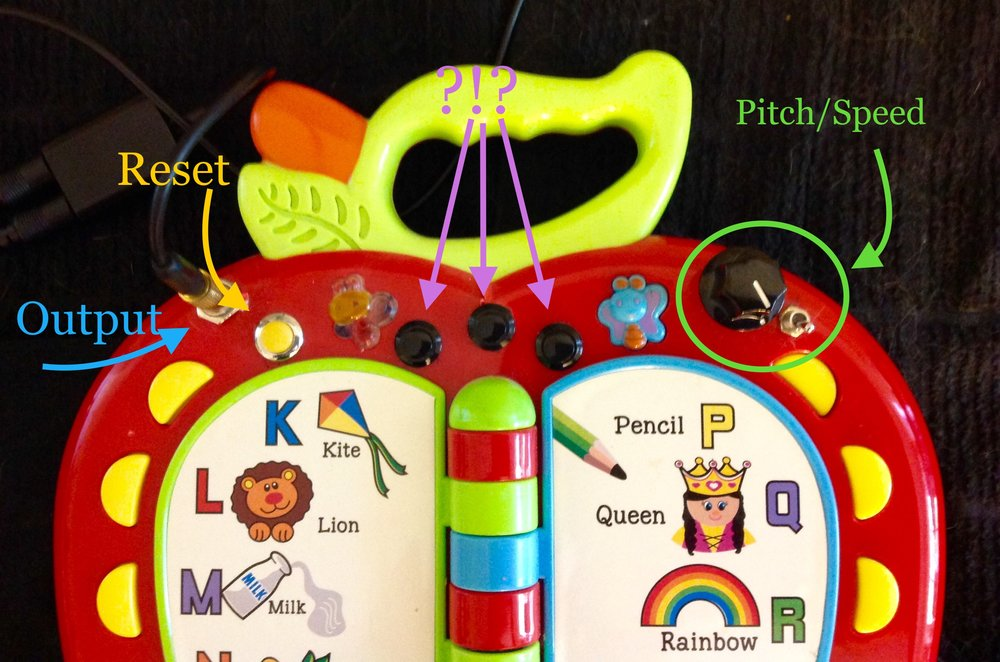 ?!?
Pitch/Speed
Reset
Output
K
Kite
Pencil P
L
Lion
Queen Q
M
MILK
Milk
Rainbow R